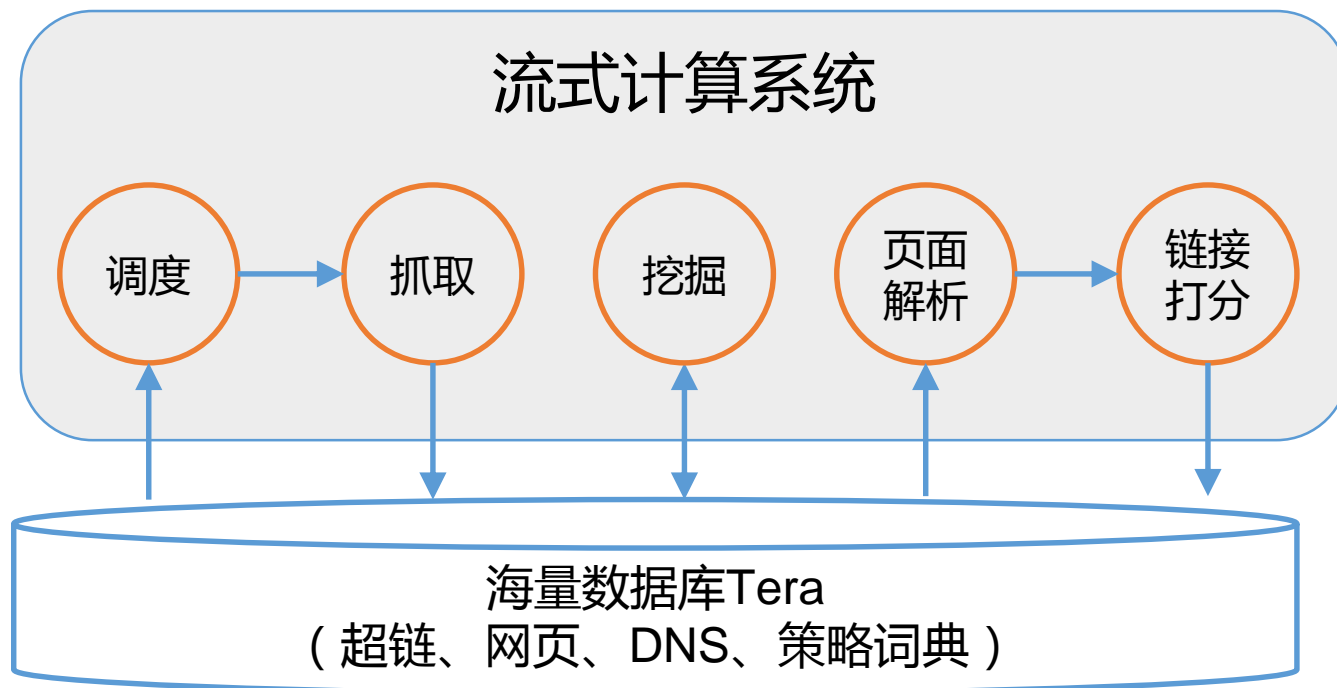 流式计算系统
调度
抓取
挖掘
页面
解析
链接
打分
海量数据库Tera
（超链、网页、DNS、策略词典）